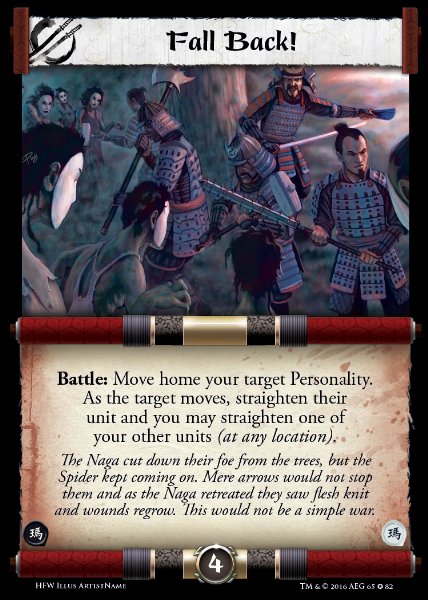 Fall Back!
Battle: Move home your target Personality.
As the target moves, straighten their
unit and you may straighten one of
your other units (at any location).
The Naga cut down their foe from the trees, but the
Spider kept coming on. Mere arrows would not stop
them and as the Naga retreated they saw flesh knit
and wounds regrow. This would not be a simple war.
瑪
瑪
4
HFW ILLUS ARTISTNAME
TM & © 2016 AEG 65 ✪ 82